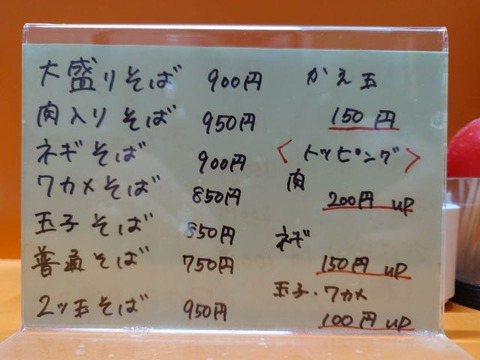 大盛りそば 900円
肉入りそば 950円
ネギそば 900円
ワカメそば 850円
玉子そば 850円
普通そば 750円
2ッ玉そば 950円
かえ玉
150円
〈トッピング〉
肉
200円 up
ネギ
150円 up
玉子・ワカメ
100円 up